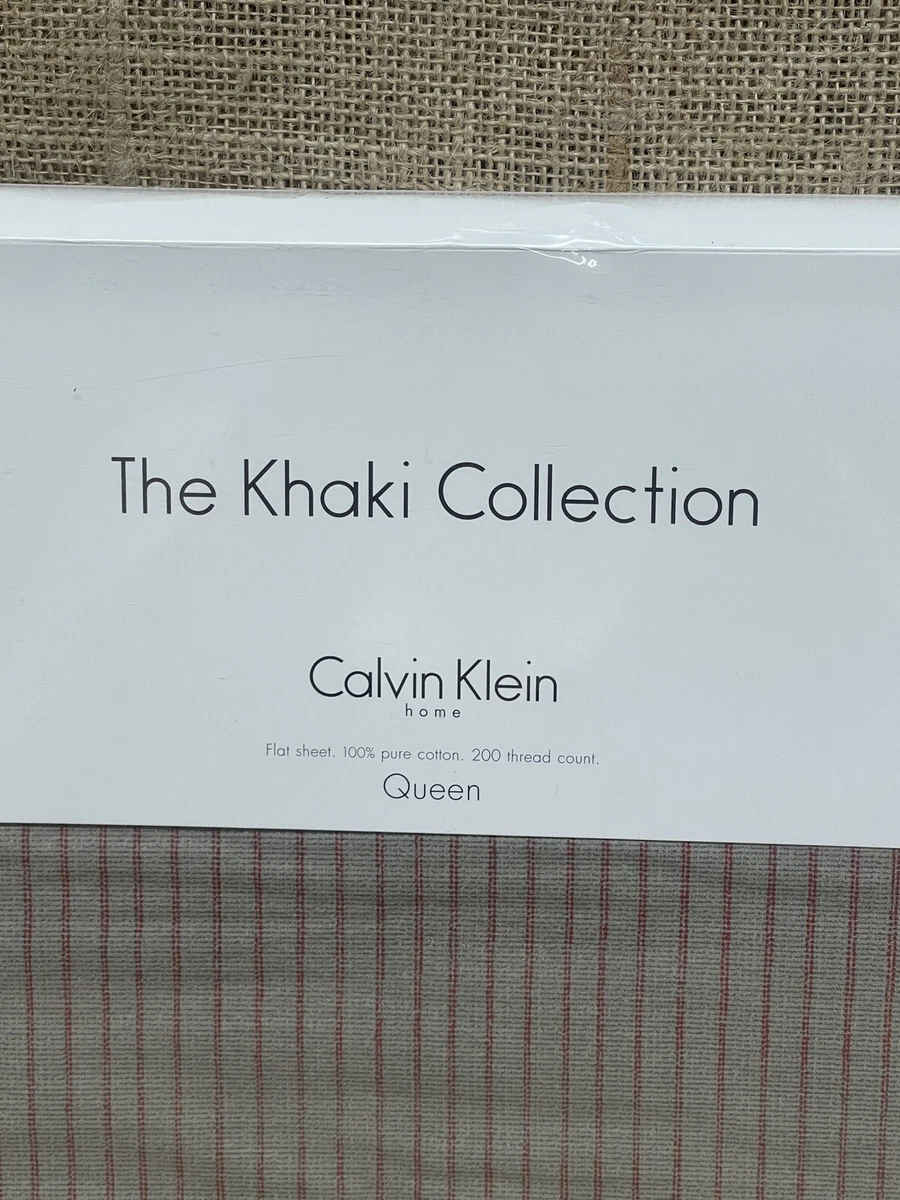 The Khaki Collection
Calvin Klein
home
Flat sheet. 100% pure cotton. 200 thread count.
Queen